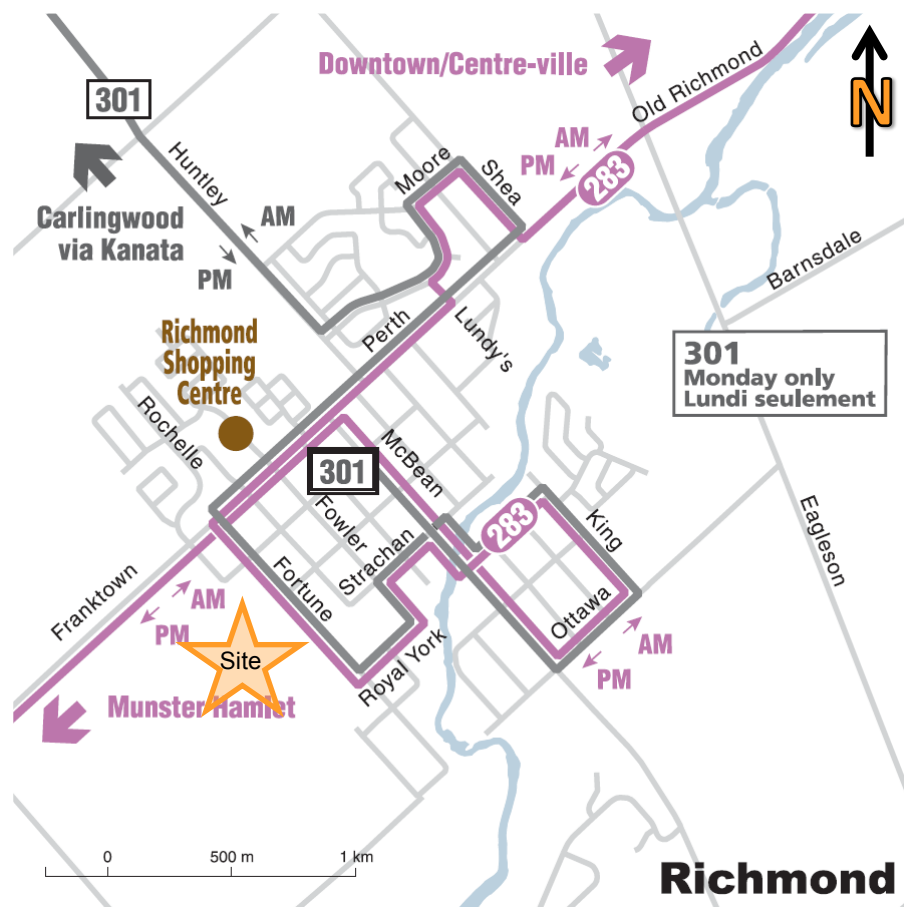 Downtown/Centre-ville
N
301
Old Richmond
AM
PM
283
Moore
Shea
Huntley
Carlingwood
via Kanata
AM
PM
Barnsdale
Richmond
Shopping
Centre
Perth
Lundy's
301
Monday only
Lundi seulement
Rochelle
McBean
301
Fowler
283
King
Eagleson
Strachan
Fortune
Franktown
AM
PM
Ottawa
Site
Royal York
AM
PM
Munster Hamlet
0 500 m 1 km
Richmond